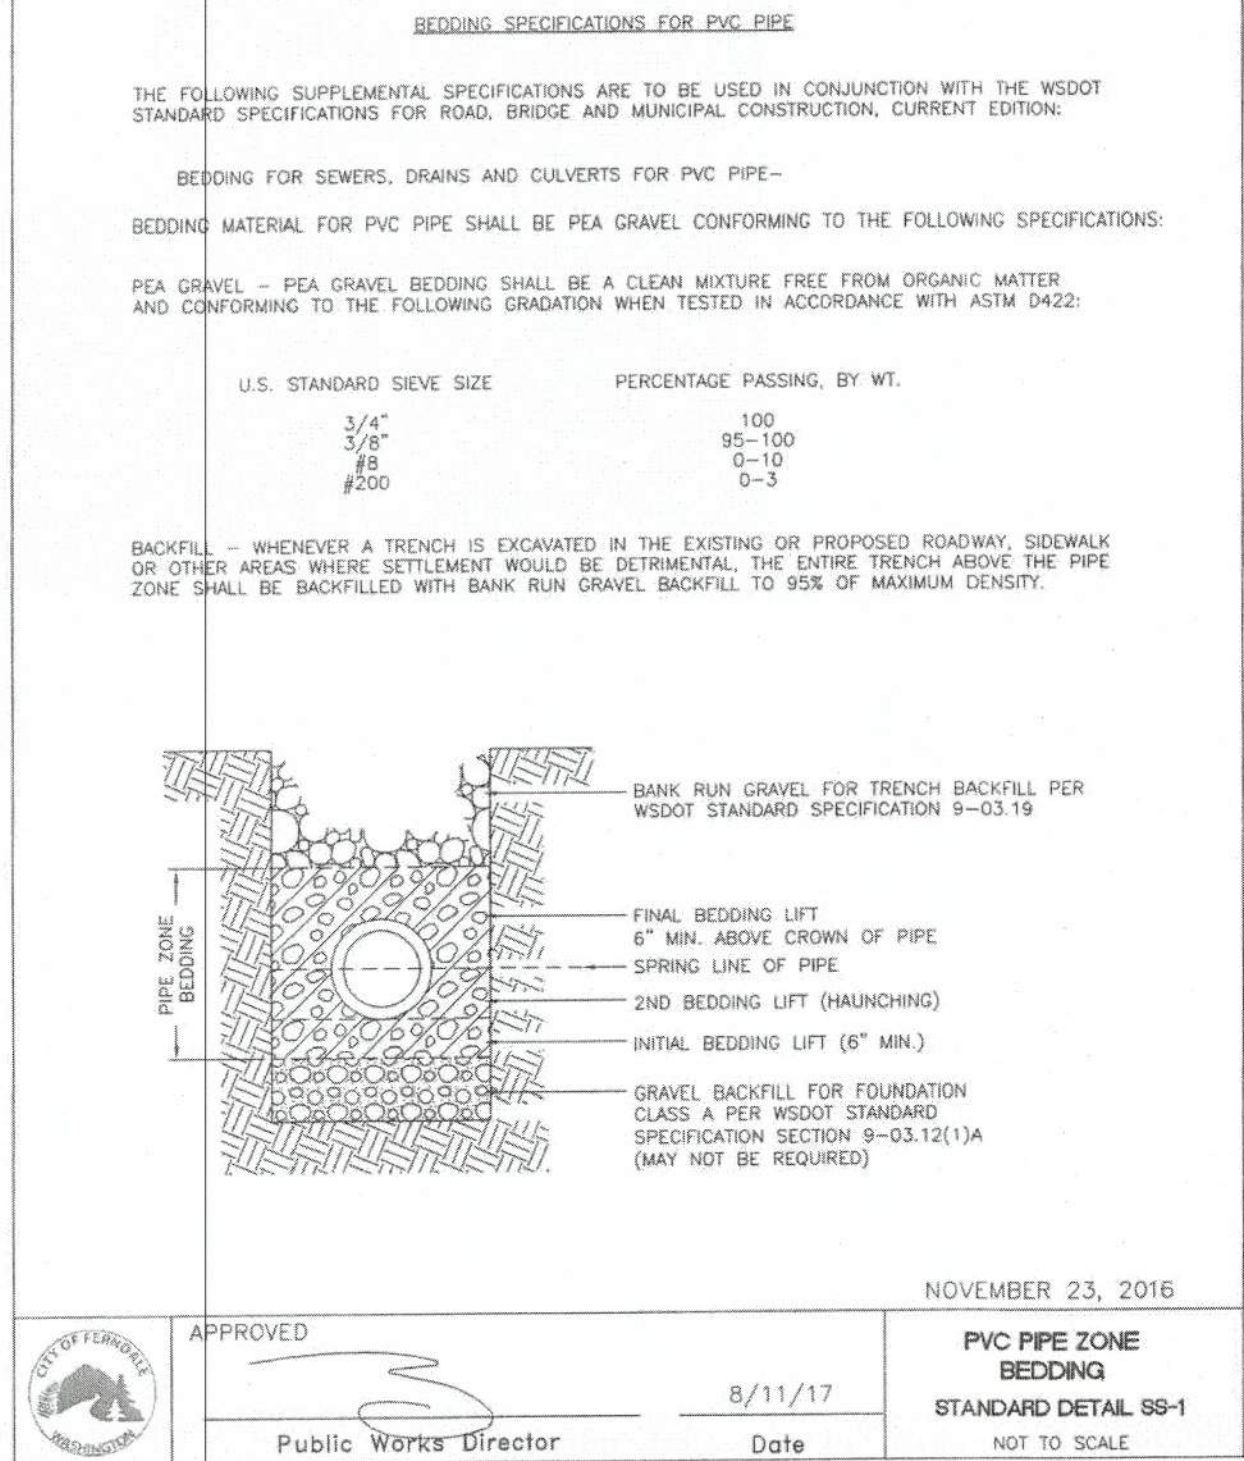 BEDDING SPECIFICATIONS FOR PVC PIPE
THE FOLLOWING SUPPLEMENTAL SPECIFICATIONS ARE TO BE USED IN CONJUNCTION WITH THE WSDOT
STANDARD SPECIFICATIONS FOR ROAD, BRIDGE AND MUNICIPAL CONSTRUCTION, CURRENT EDITION:
BEDDING FOR SEWERS, DRAINS AND CULVERTS FOR PVC PIPE-
BEDDING MATERIAL FOR PVC PIPE SHALL BE PEA GRAVEL CONFORMING TO THE FOLLOWING SPECIFICATIONS:
PEA GRAVEL - PEA GRAVEL BEDDING SHALL BE A CLEAN MIXTURE FREE FROM ORGANIC MATTER
AND CONFORMING TO THE FOLLOWING GRADATION WHEN TESTED IN ACCORDANCE WITH ASTM D422:
U.S. STANDARD SIEVE SIZE PERCENTAGE PASSING, BY WT.
3/4" 100
3/8" 95-100
#8 0-10
#200 0-3
BACKFILL - WHENEVER A TRENCH IS EXCAVATED IN THE EXISTING OR PROPOSED ROADWAY, SIDEWALK
OR OTHER AREAS WHERE SETTLEMENT WOULD BE DETRIMENTAL, THE ENTIRE TRENCH ABOVE THE PIPE
ZONE SHALL BE BACKFILLED WITH BANK RUN GRAVEL BACKFILL TO 95% OF MAXIMUM DENSITY.
BANK RUN GRAVEL FOR TRENCH BACKFILL PER
WSDOT STANDARD SPECIFICATION 9-03.19
PIPE ZONE
BEDDING
FINAL BEDDING LIFT
6" MIN. ABOVE CROWN OF PIPE
SPRING LINE OF PIPE
2ND BEDDING LIFT (HAUNCHING)
INITIAL BEDDING LIFT (6" MIN.)
GRAVEL BACKFILL FOR FOUNDATION
CLASS A PER WSDOT STANDARD
SPECIFICATION SECTION 9-03.12(1)A
(MAY NOT BE REQUIRED)
NOVEMBER 23, 2016
CITY OF FERNDALE
WASHINGTON
APPROVED
8/11/17
Public Works Director
Date
PVC PIPE ZONE
BEDDING
STANDARD DETAIL SS-1
NOT TO SCALE